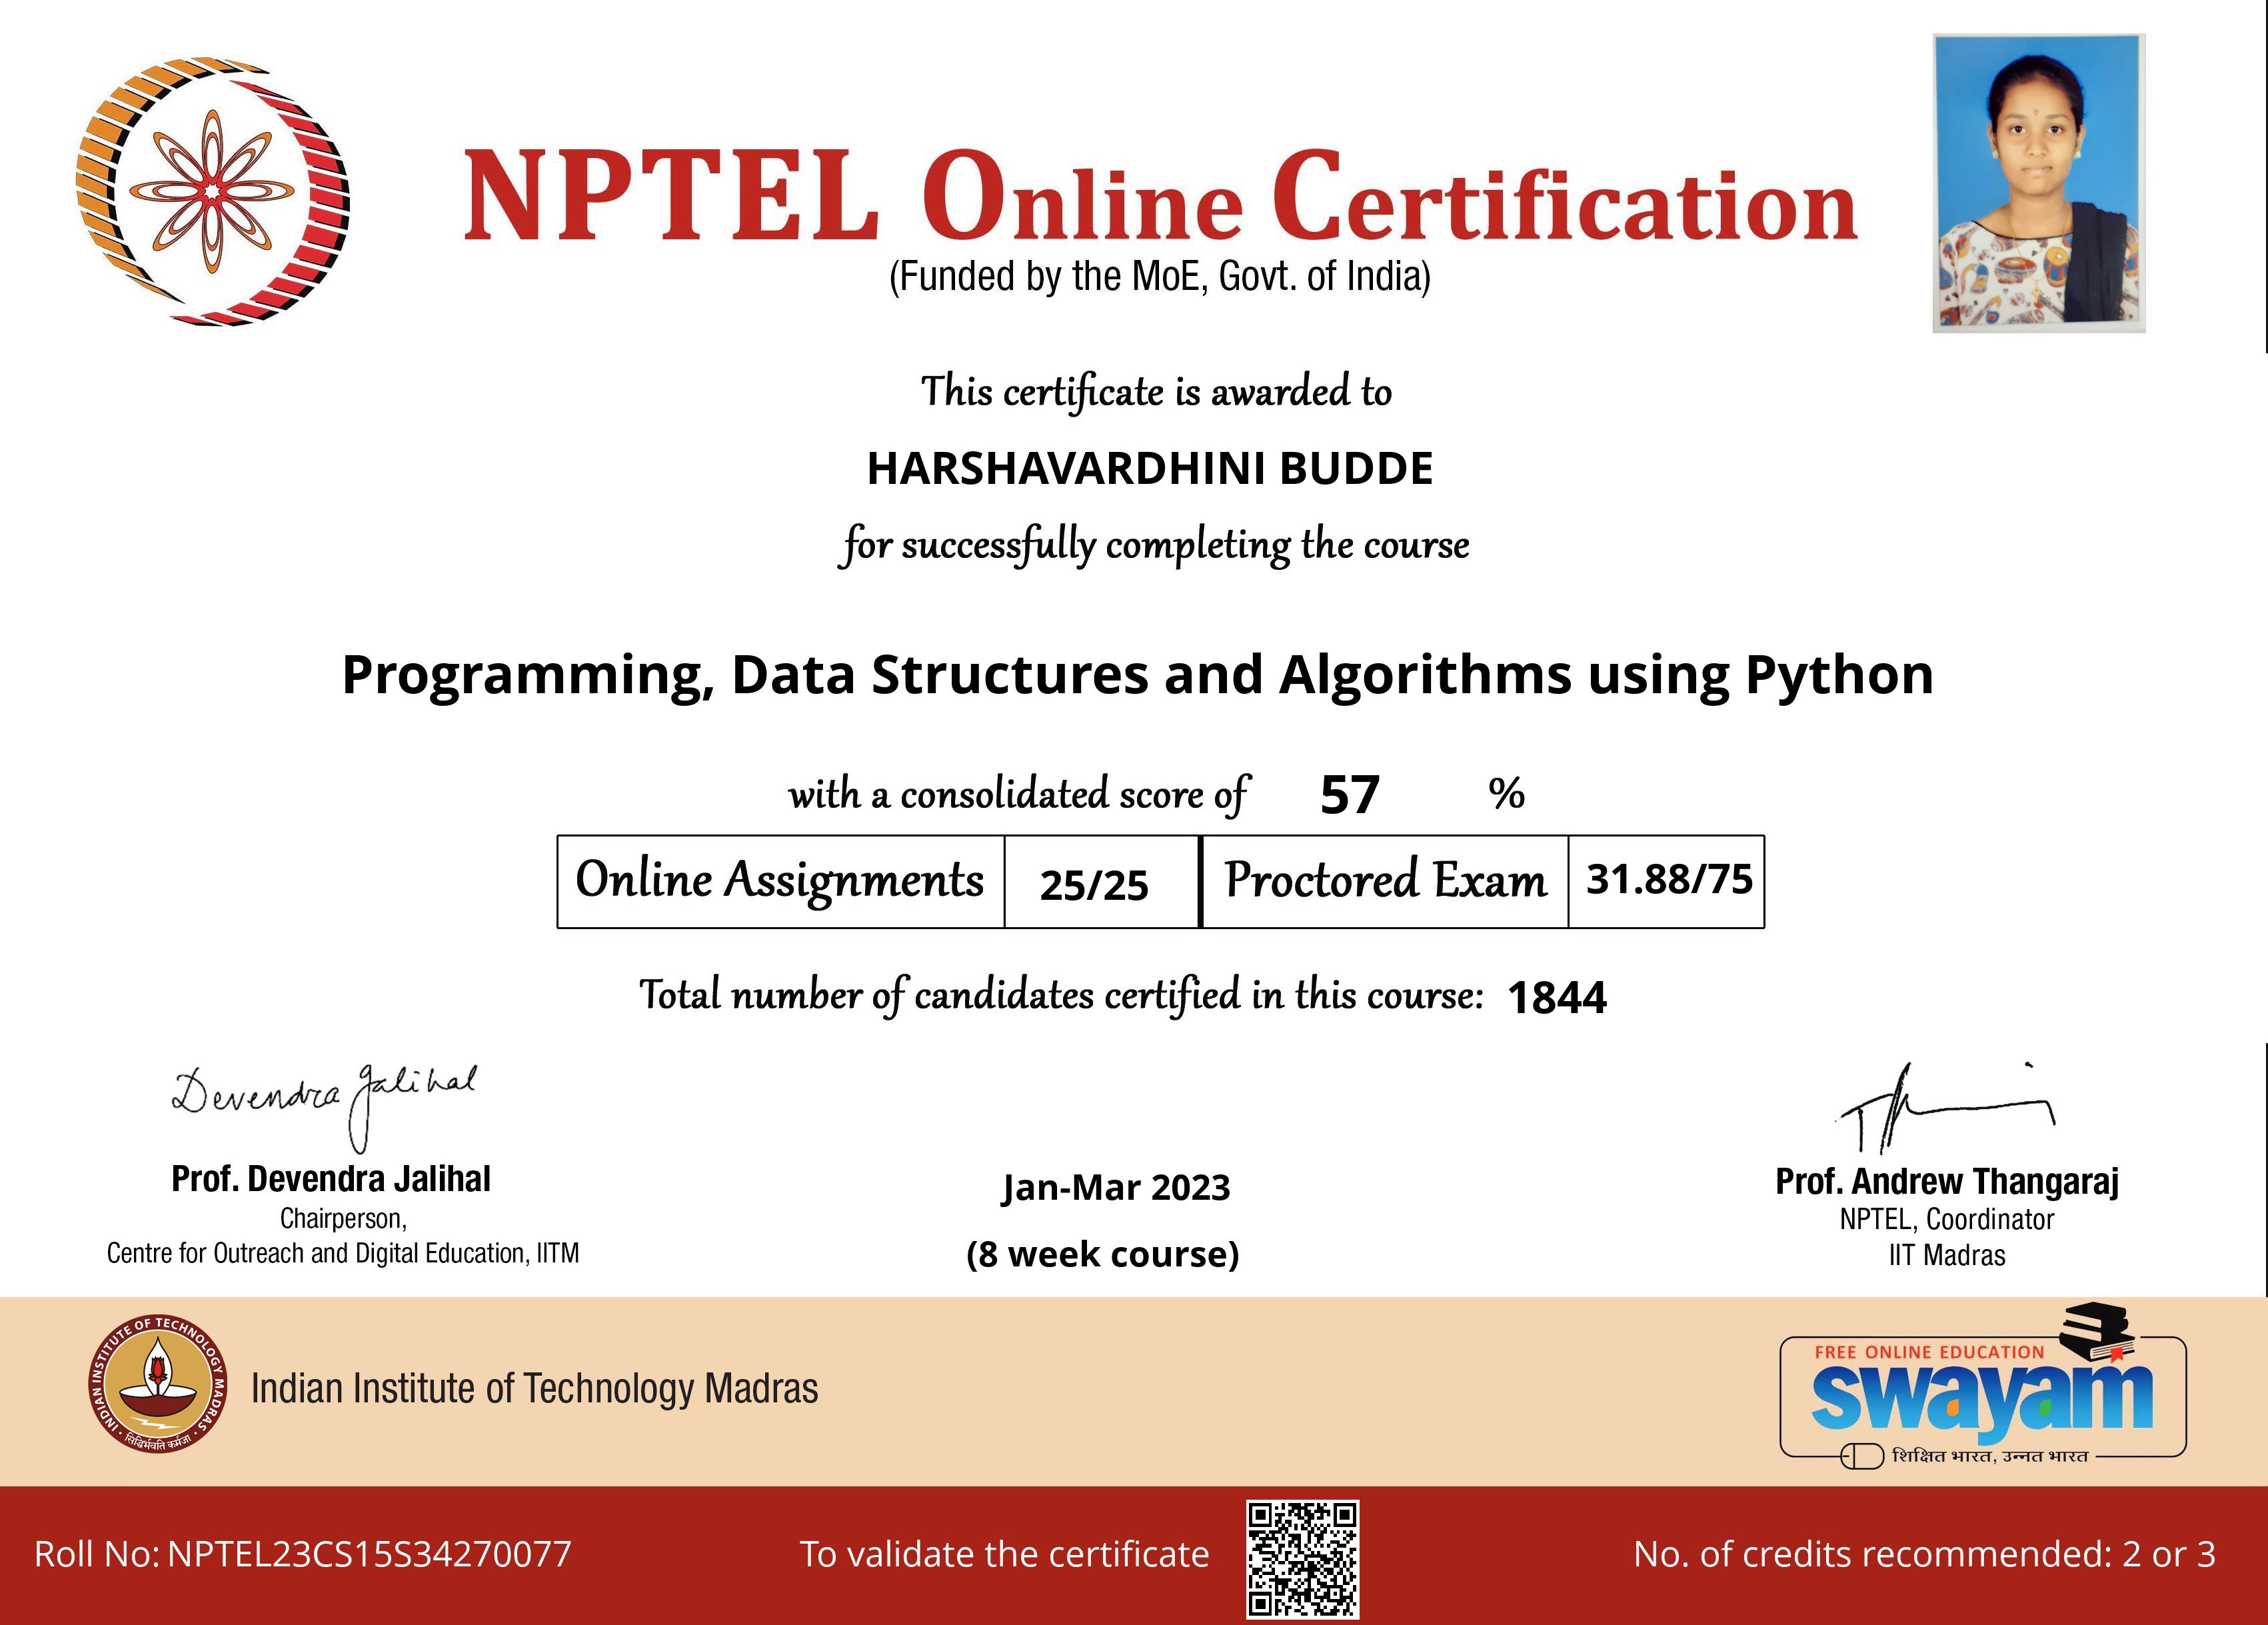 NPTEL Online Certification
(Funded by the MoE, Govt. of India)
This certificate is awarded to
HARSHAVARDHINI BUDDE
for successfully completing the course
Programming, Data Structures and Algorithms using Python
with a consolidated score of 57 %
Online Assignments 25/25 Proctored Exam 31.88/75
Total number of candidates certified in this course: 1844
Devendra Jalihal
Prof. Devendra Jalihal
Chairperson,
Centre for Outreach and Digital Education, IITM
Jan-Mar 2023
(8 week course)
Prof. Andrew Thangaraj
NPTEL, Coordinator
IIT Madras
INDIAN INSTITUTE OF TECHNOLOGY MADRAS
सिद्धिर्भवति कर्मजा
Indian Institute of Technology Madras
FREE ONLINE EDUCATION
swayam
शिक्षित भारत, उन्नत भारत
Roll No: NPTEL23CS15S34270077
To validate the certificate
No. of credits recommended: 2 or 3